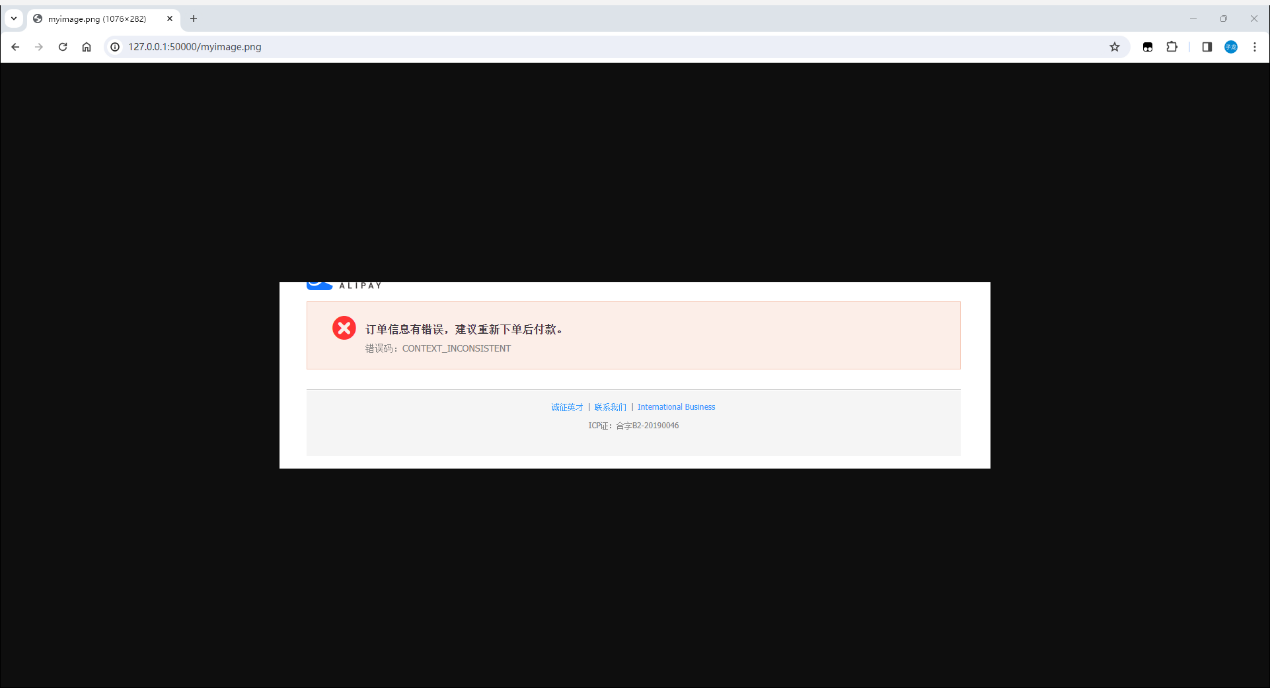 myimage.png (1076×282)
127.0.0.1:50000/myimage.png
ALIPAY
订单信息有错误，建议重新下单后付款。
错误码：CONTEXT_INCONSISTENT
诚征英才 | 联系我们 | International Business
ICP证：合字B2-20190046